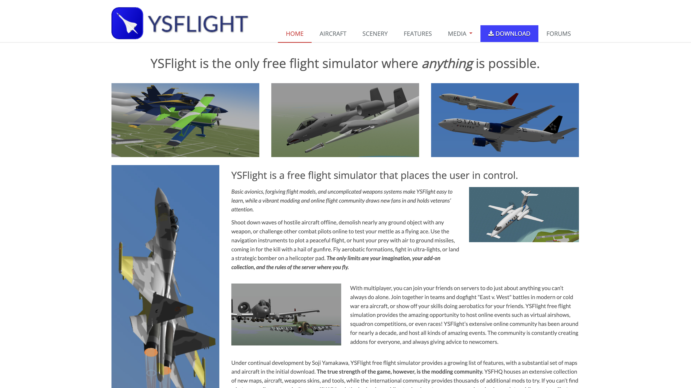 YSFLIGHT
HOME AIRCRAFT SCENERY FEATURES MEDIA DOWNLOAD FORUMS
YSFlight is the only free flight simulator where anything is possible.
YSFlight is a free flight simulator that places the user in control.
Basic avionics, forgiving flight models, and uncomplicated weapons systems make YSFlight easy to
learn, while a vibrant modding and online flight community draws new fans in and holds veterans'
attention.
Shoot down waves of hostile aircraft offline, demolish nearly any ground object with any
weapon, or challenge other combat pilots online to test your mettle as a flying ace. Use the
navigation instruments to plot a peaceful flight, or hunt your prey with air to ground missiles,
coming in for the kill with a hail of gunfire. Fly aerobatic formations, fight in ultra-lights, or land
a strategic bomber on a helicopter pad. The only limits are your imagination, your add-on
collection, and the rules of the server where you fly.
With multiplayer, you can join your friends on servers to do just about anything you can't
always do alone. Join together in teams and dogfight "East v. West" battles in modern or cold
war era aircraft, or show off your skills doing aerobatics for your friends. YSFlight free flight
simulation provides the amazing opportunity to host online events such as virtual airshows,
squadron competitions, or even races! YSFlight's extensive online community has been around
for nearly a decade, and host all kinds of amazing events. The community is constantly creating
addons for everyone, and always giving advice to newcomers.
Under continual development by Soji Yamakawa, YSFlight free flight simulator provides a growing list of features, with a substantial set of maps
and aircraft in the initial download. The true strength of the game, however, is the modding community. YSFHQ houses an extensive collection
of new maps, aircraft, weapons skins, and tools, while the international community provides thousands of additional mods to try. If you can't find